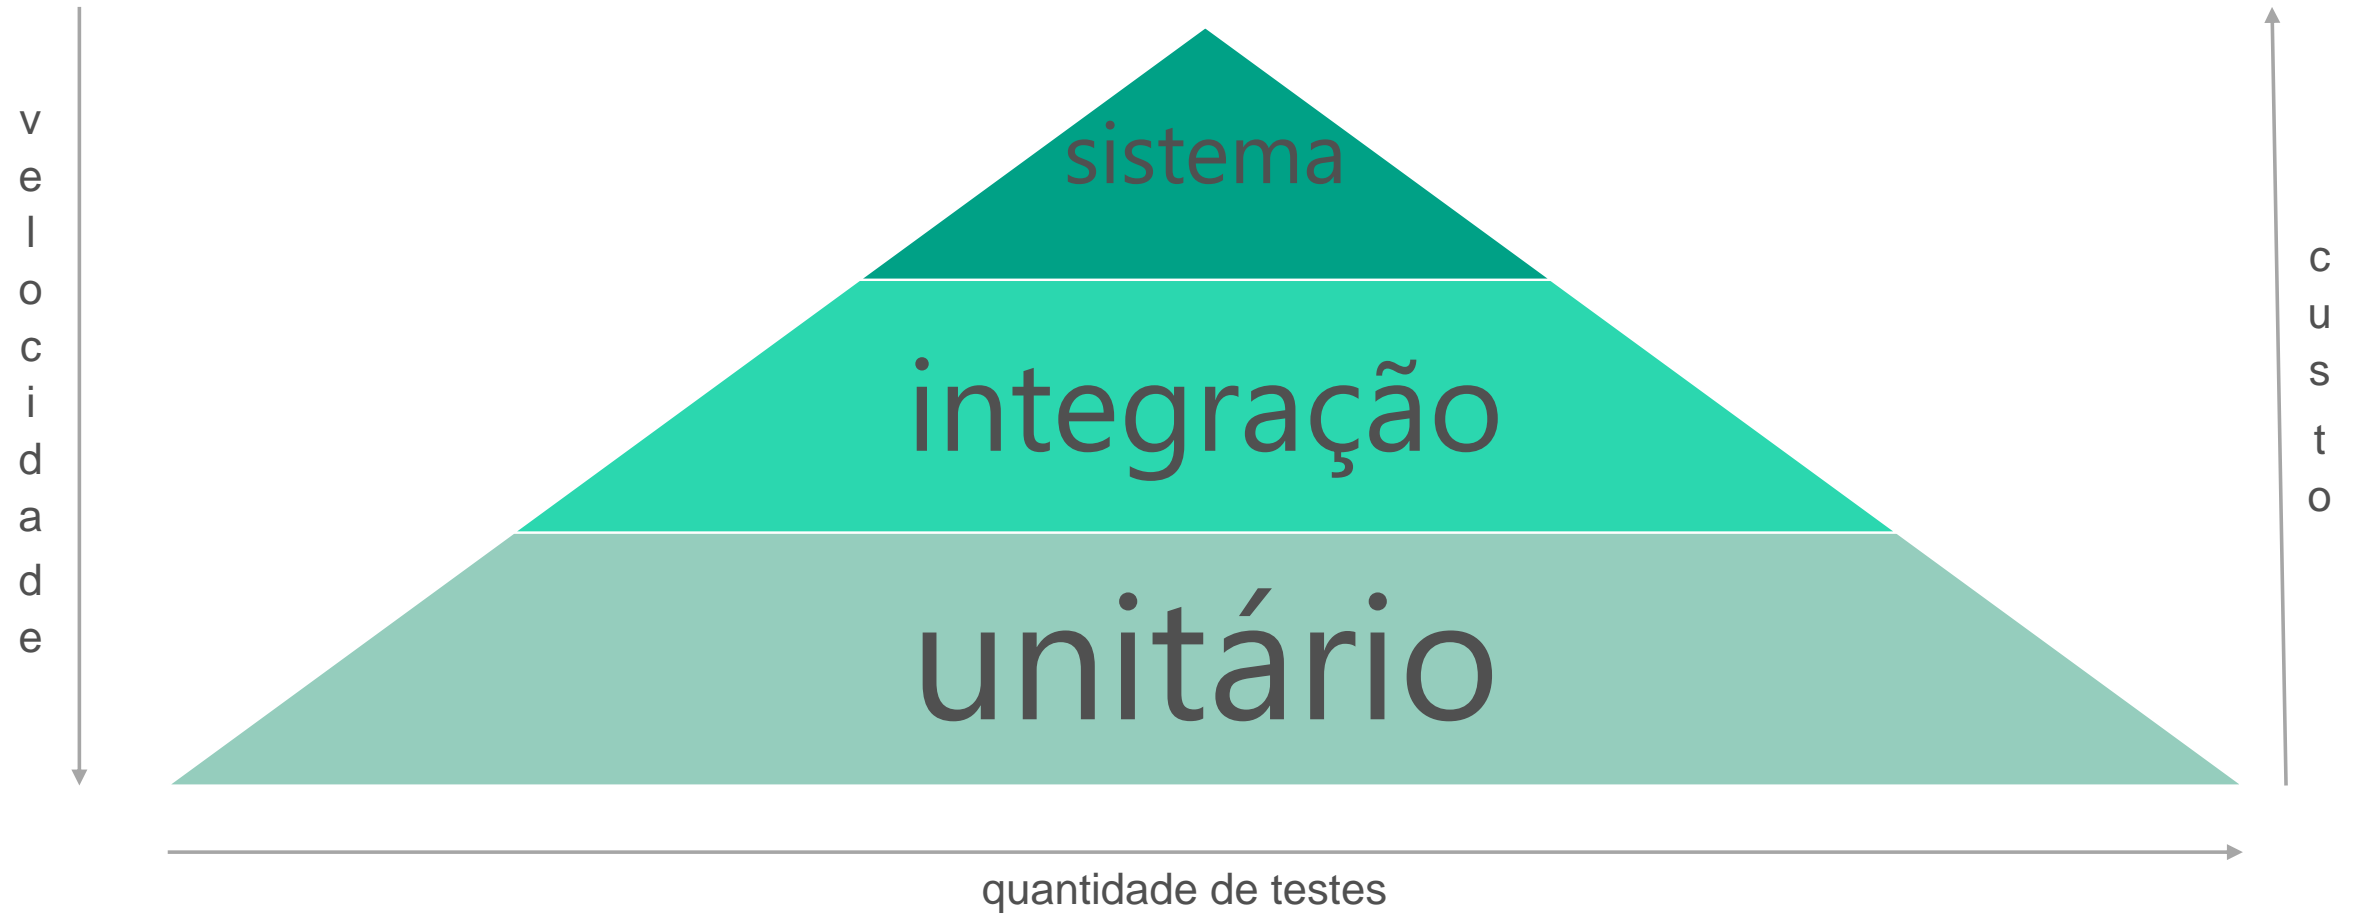 velocidade
sistema
integração
unitário
custo
quantidade de testes